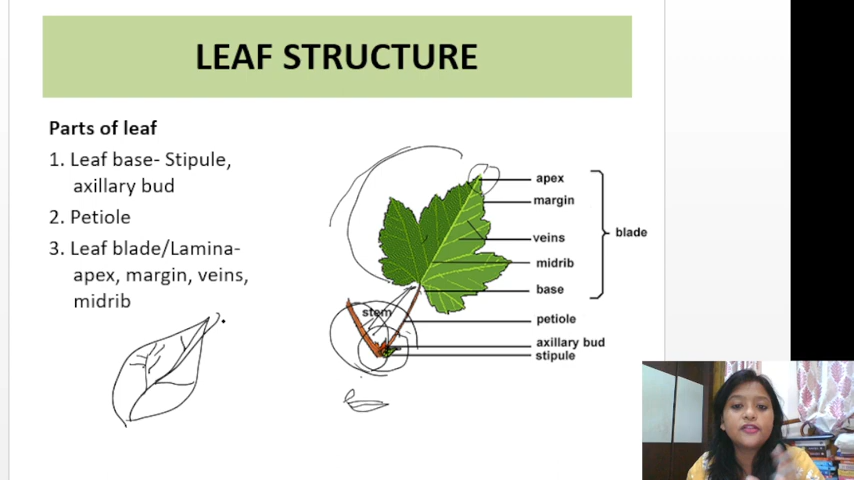 LEAF STRUCTURE
Parts of leaf
1. Leaf base- Stipule,
axillary bud
2. Petiole
3. Leaf blade/Lamina-
apex, margin, veins,
midrib
apex
margin
veins
midrib
base
blade
stem
petiole
axillary bud
stipule